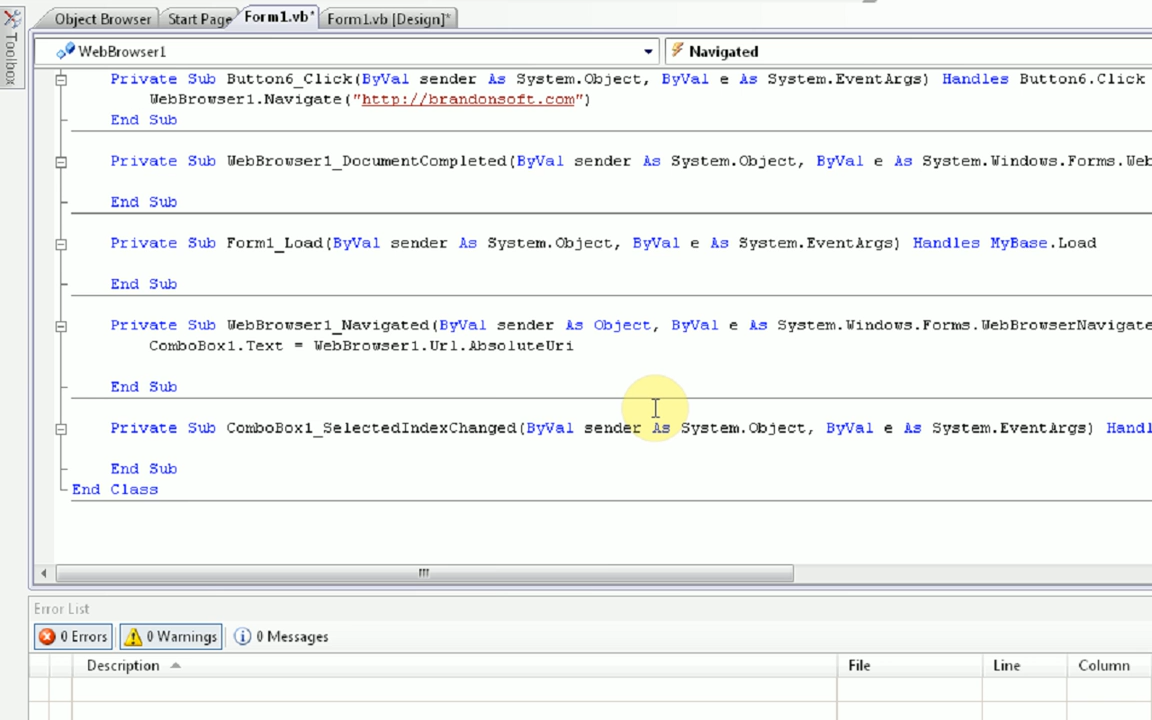 Object Browser Start Page Form1.vb* Form1.vb [Design]*
Toolbox
WebBrowser1 Navigated
Private Sub Button6_Click(ByVal sender As System.Object, ByVal e As System.EventArgs) Handles Button6.Click
WebBrowser1.Navigate("http://brandonsoft.com")
End Sub
Private Sub WebBrowser1_DocumentCompleted(ByVal sender As System.Object, ByVal e As System.Windows.Forms.Web
End Sub
Private Sub Form1_Load(ByVal sender As System.Object, ByVal e As System.EventArgs) Handles MyBase.Load
End Sub
Private Sub WebBrowser1_Navigated(ByVal sender As Object, ByVal e As System.Windows.Forms.WebBrowserNavigate
ComboBox1.Text = WebBrowser1.Url.AbsoluteUri
End Sub
Private Sub ComboBox1_SelectedIndexChanged(ByVal sender As System.Object, ByVal e As System.EventArgs) Handl
End Sub
End Class
Error List
0 Errors 0 Warnings 0 Messages
Description File Line Column